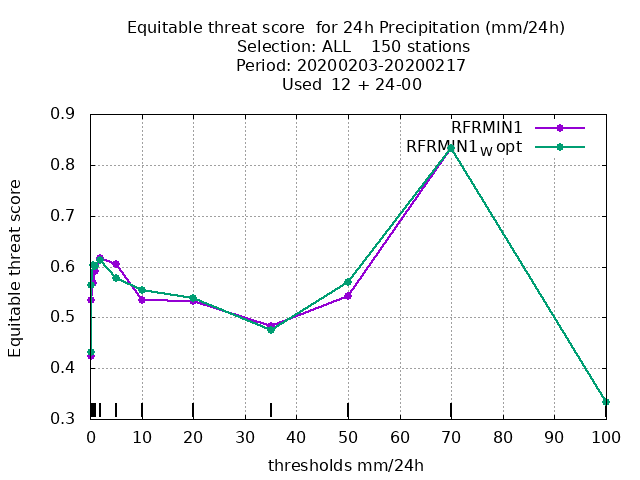 Equitable threat score  for 24h Precipitation (mm/24h)
Selection: ALL    150 stations
Period: 20200203-20200217
Used  12 + 24-00
RFRMIN1
RFRMIN1W opt
Equitable threat score
0.9
0.8
0.7
0.6
0.5
0.4
0.3
0 10 20 30 40 50 60 70 80 90 100
thresholds mm/24h